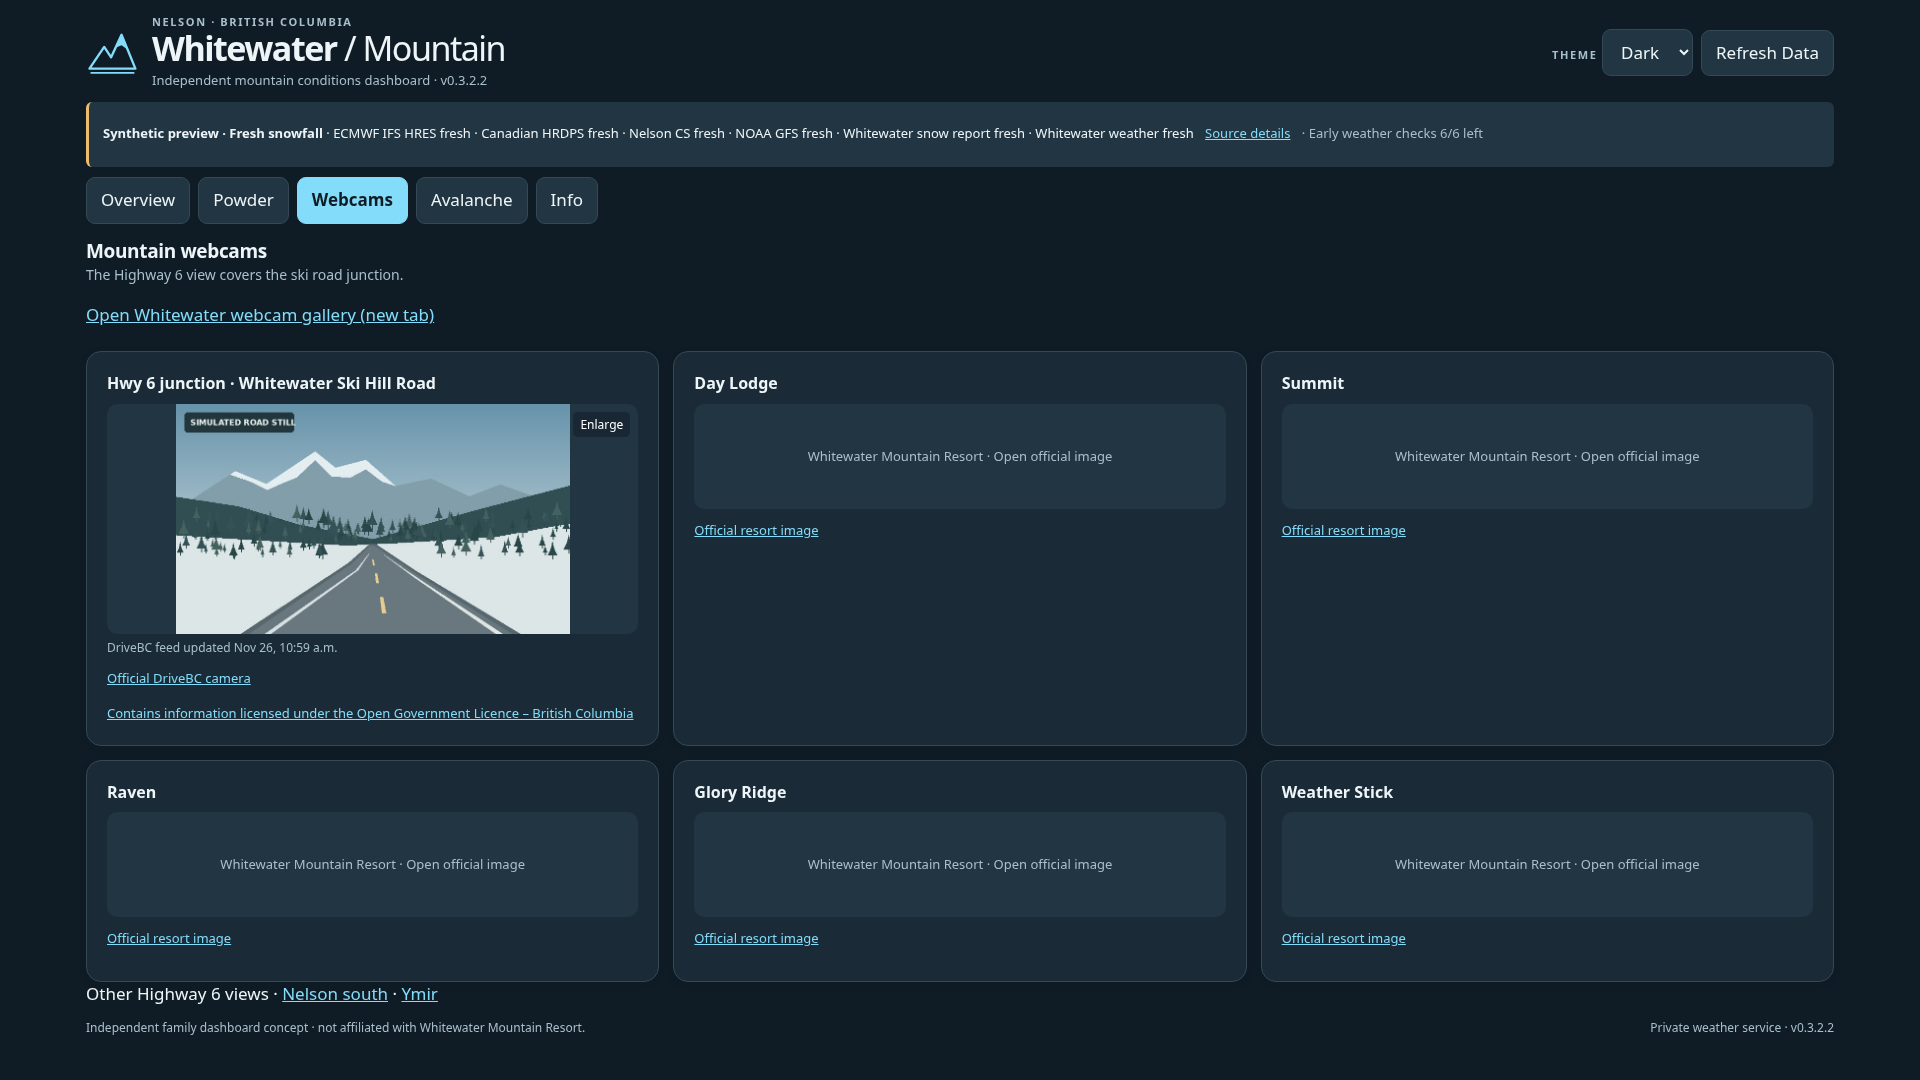 NELSON · BRITISH COLUMBIA
Whitewater / Mountain
Independent mountain conditions dashboard · v0.3.2.2
THEME
Dark
Refresh Data
Synthetic preview · Fresh snowfall · ECMWF IFS HRES fresh · Canadian HRDPS fresh · Nelson CS fresh · NOAA GFS fresh · Whitewater snow report fresh · Whitewater weather fresh Source details · Early weather checks 6/6 left
Overview
Powder
Webcams
Avalanche
Info
Mountain webcams
The Highway 6 view covers the ski road junction.
Open Whitewater webcam gallery (new tab)
Hwy 6 junction · Whitewater Ski Hill Road
SIMULATED ROAD STILL
Enlarge
DriveBC feed updated Nov 26, 10:59 a.m.
Official DriveBC camera
Contains information licensed under the Open Government Licence – British Columbia
Day Lodge
Whitewater Mountain Resort · Open official image
Official resort image
Summit
Whitewater Mountain Resort · Open official image
Official resort image
Raven
Whitewater Mountain Resort · Open official image
Official resort image
Glory Ridge
Whitewater Mountain Resort · Open official image
Official resort image
Weather Stick
Whitewater Mountain Resort · Open official image
Official resort image
Other Highway 6 views · Nelson south · Ymir
Independent family dashboard concept · not affiliated with Whitewater Mountain Resort.
Private weather service · v0.3.2.2